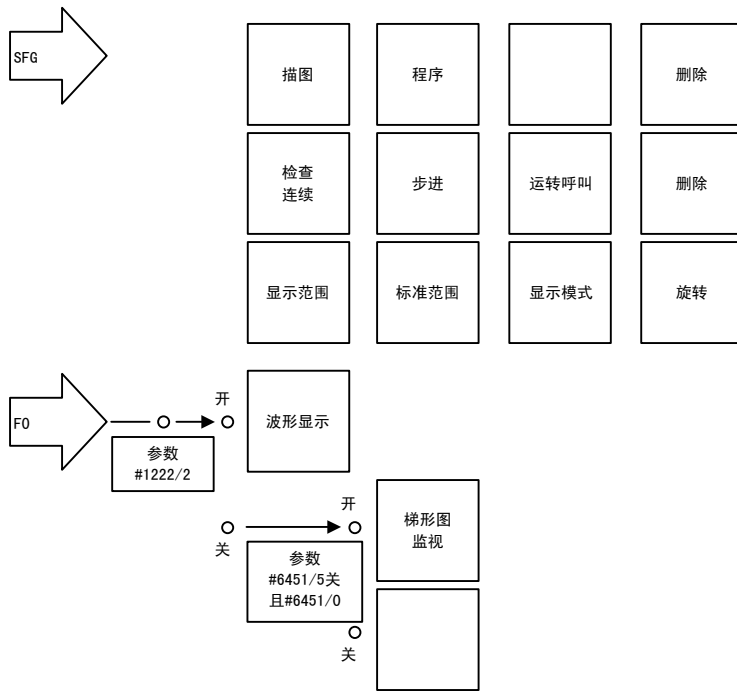 SFG
描图
程序
删除
检查
连续
步进
运转呼叫
删除
显示范围
标准范围
显示模式
旋转
F0
开
波形显示
参数
#1222/2
开
梯形图
监视
关
参数
#6451/5关
且#6451/0
关